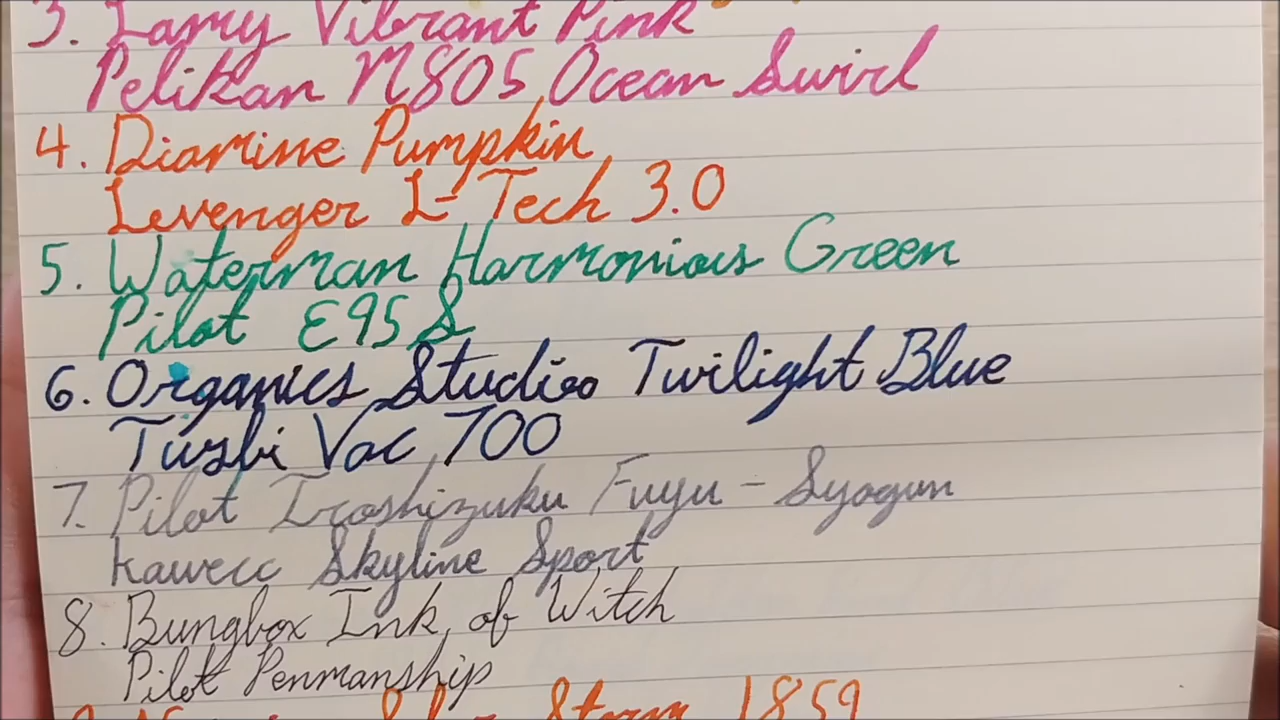 3. Lamy Vibrant Pink
Pelikan M805 Ocean Swirl
4. Diamine Pumpkin
Levenger L-Tech 3.0
5. Waterman Harmonious Green
Pilot E95S
6. Organics Studio Twilight Blue
Twsbi Vac 700
7. Pilot Iroshizuku Fuyu-Syogun
Kaweco Skyline Sport
8. Bungbox Ink of Witch
Pilot Penmanship
Storm 1859